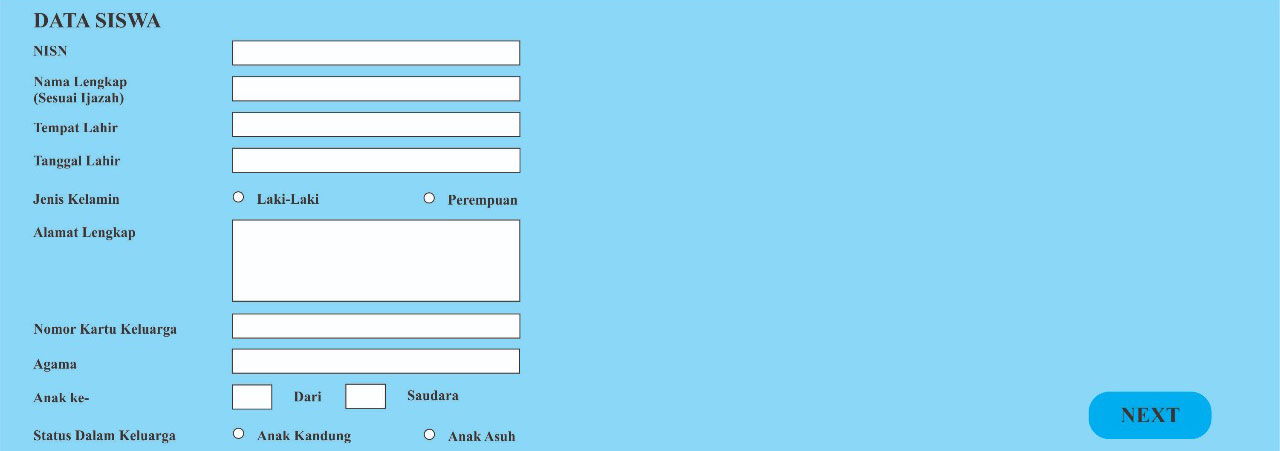 DATA SISWA
NISN
Nama Lengkap
(Sesuai Ijazah)
Tempat Lahir
Tanggal Lahir
Jenis Kelamin Laki-Laki Perempuan
Alamat Lengkap
Nomor Kartu Keluarga
Agama
Anak ke- Dari Saudara
Status Dalam Keluarga Anak Kandung Anak Asuh
NEXT